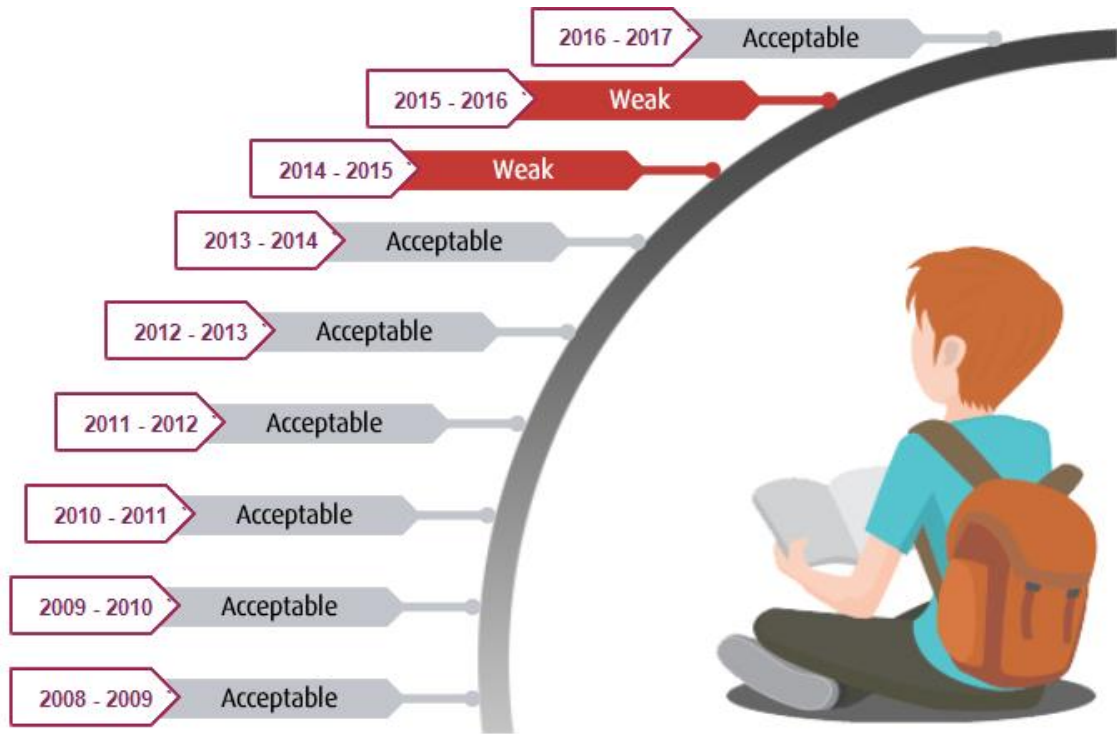 2016 - 2017 Acceptable
2015 - 2016 Weak
2014 - 2015 Weak
2013 - 2014 Acceptable
2012 - 2013 Acceptable
2011 - 2012 Acceptable
2010 - 2011 Acceptable
2009 - 2010 Acceptable
2008 - 2009 Acceptable